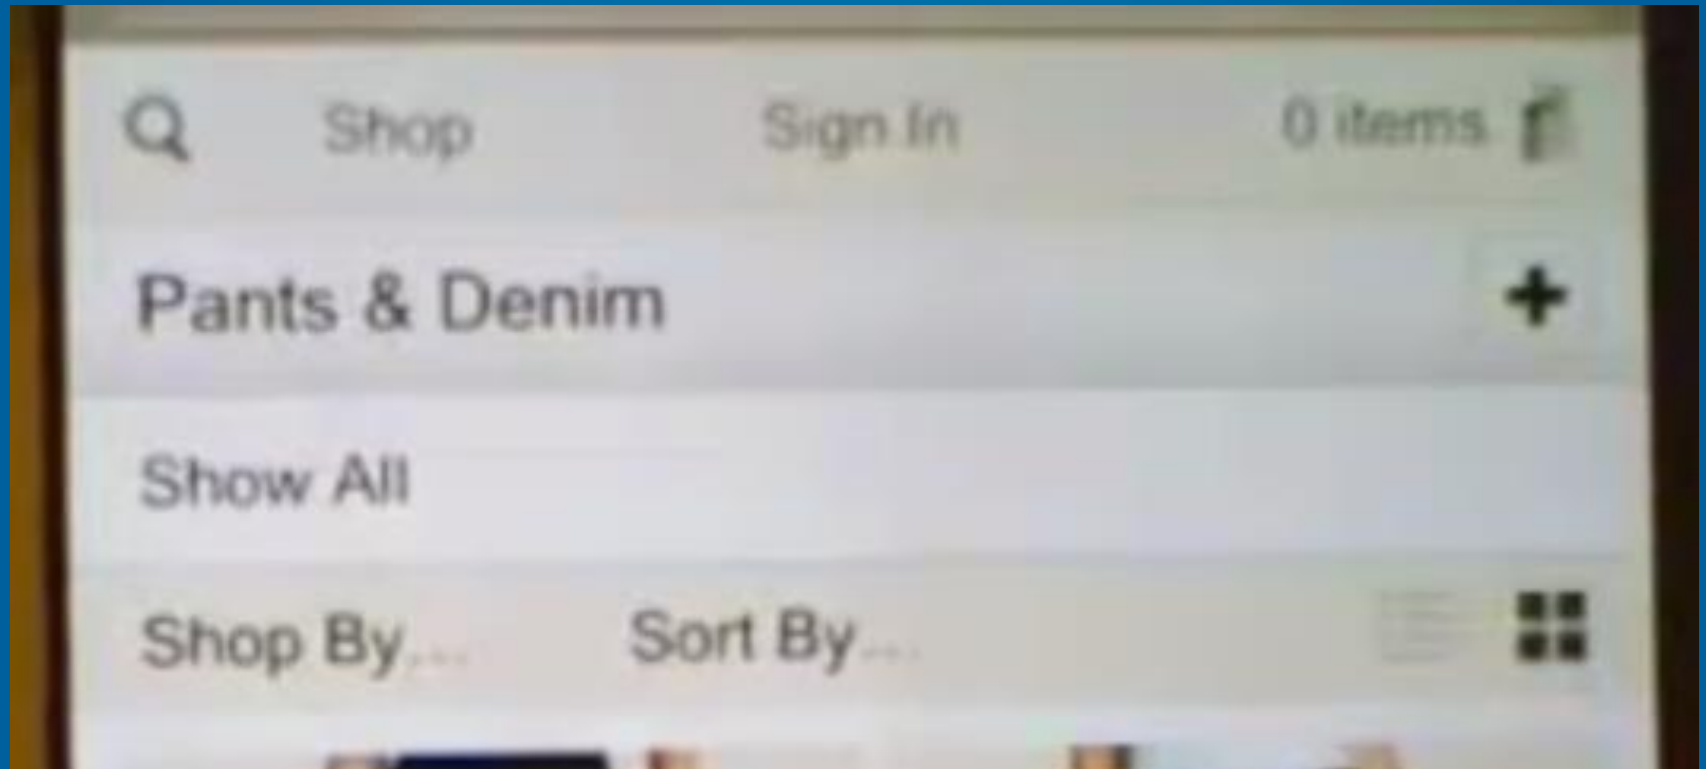 Shop Sign In 0 items
Pants & Denim
Show All
Shop By... Sort By...